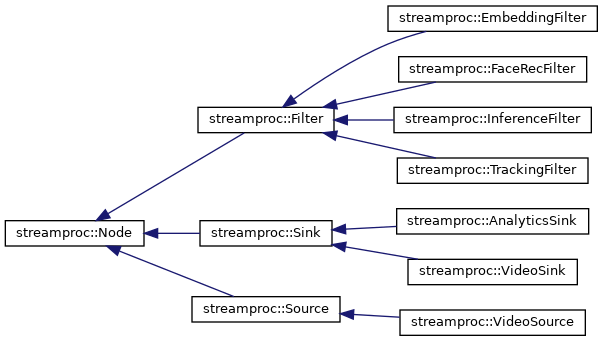 streamproc::EmbeddingFilter
streamproc::FaceRecFilter
streamproc::Filter
streamproc::InferenceFilter
streamproc::TrackingFilter
streamproc::Node
streamproc::Sink
streamproc::AnalyticsSink
streamproc::VideoSink
streamproc::Source
streamproc::VideoSource